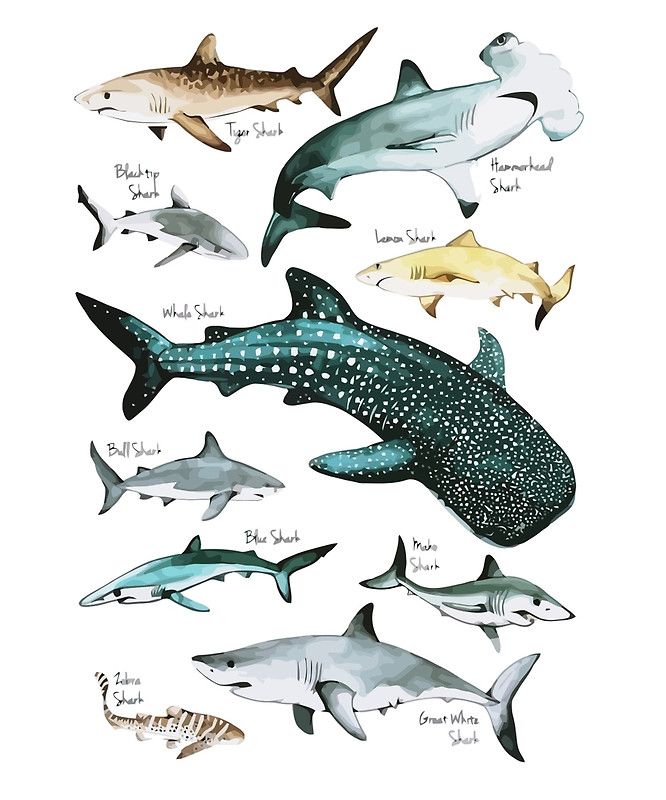 Tiger Shark
Hammerhead
Shark
Blacktip
Shark
Lemon Shark
Whale Shark
Bull Shark
Blue Shark
Mako
Shark
Zebra
Shark
Great White
Shark